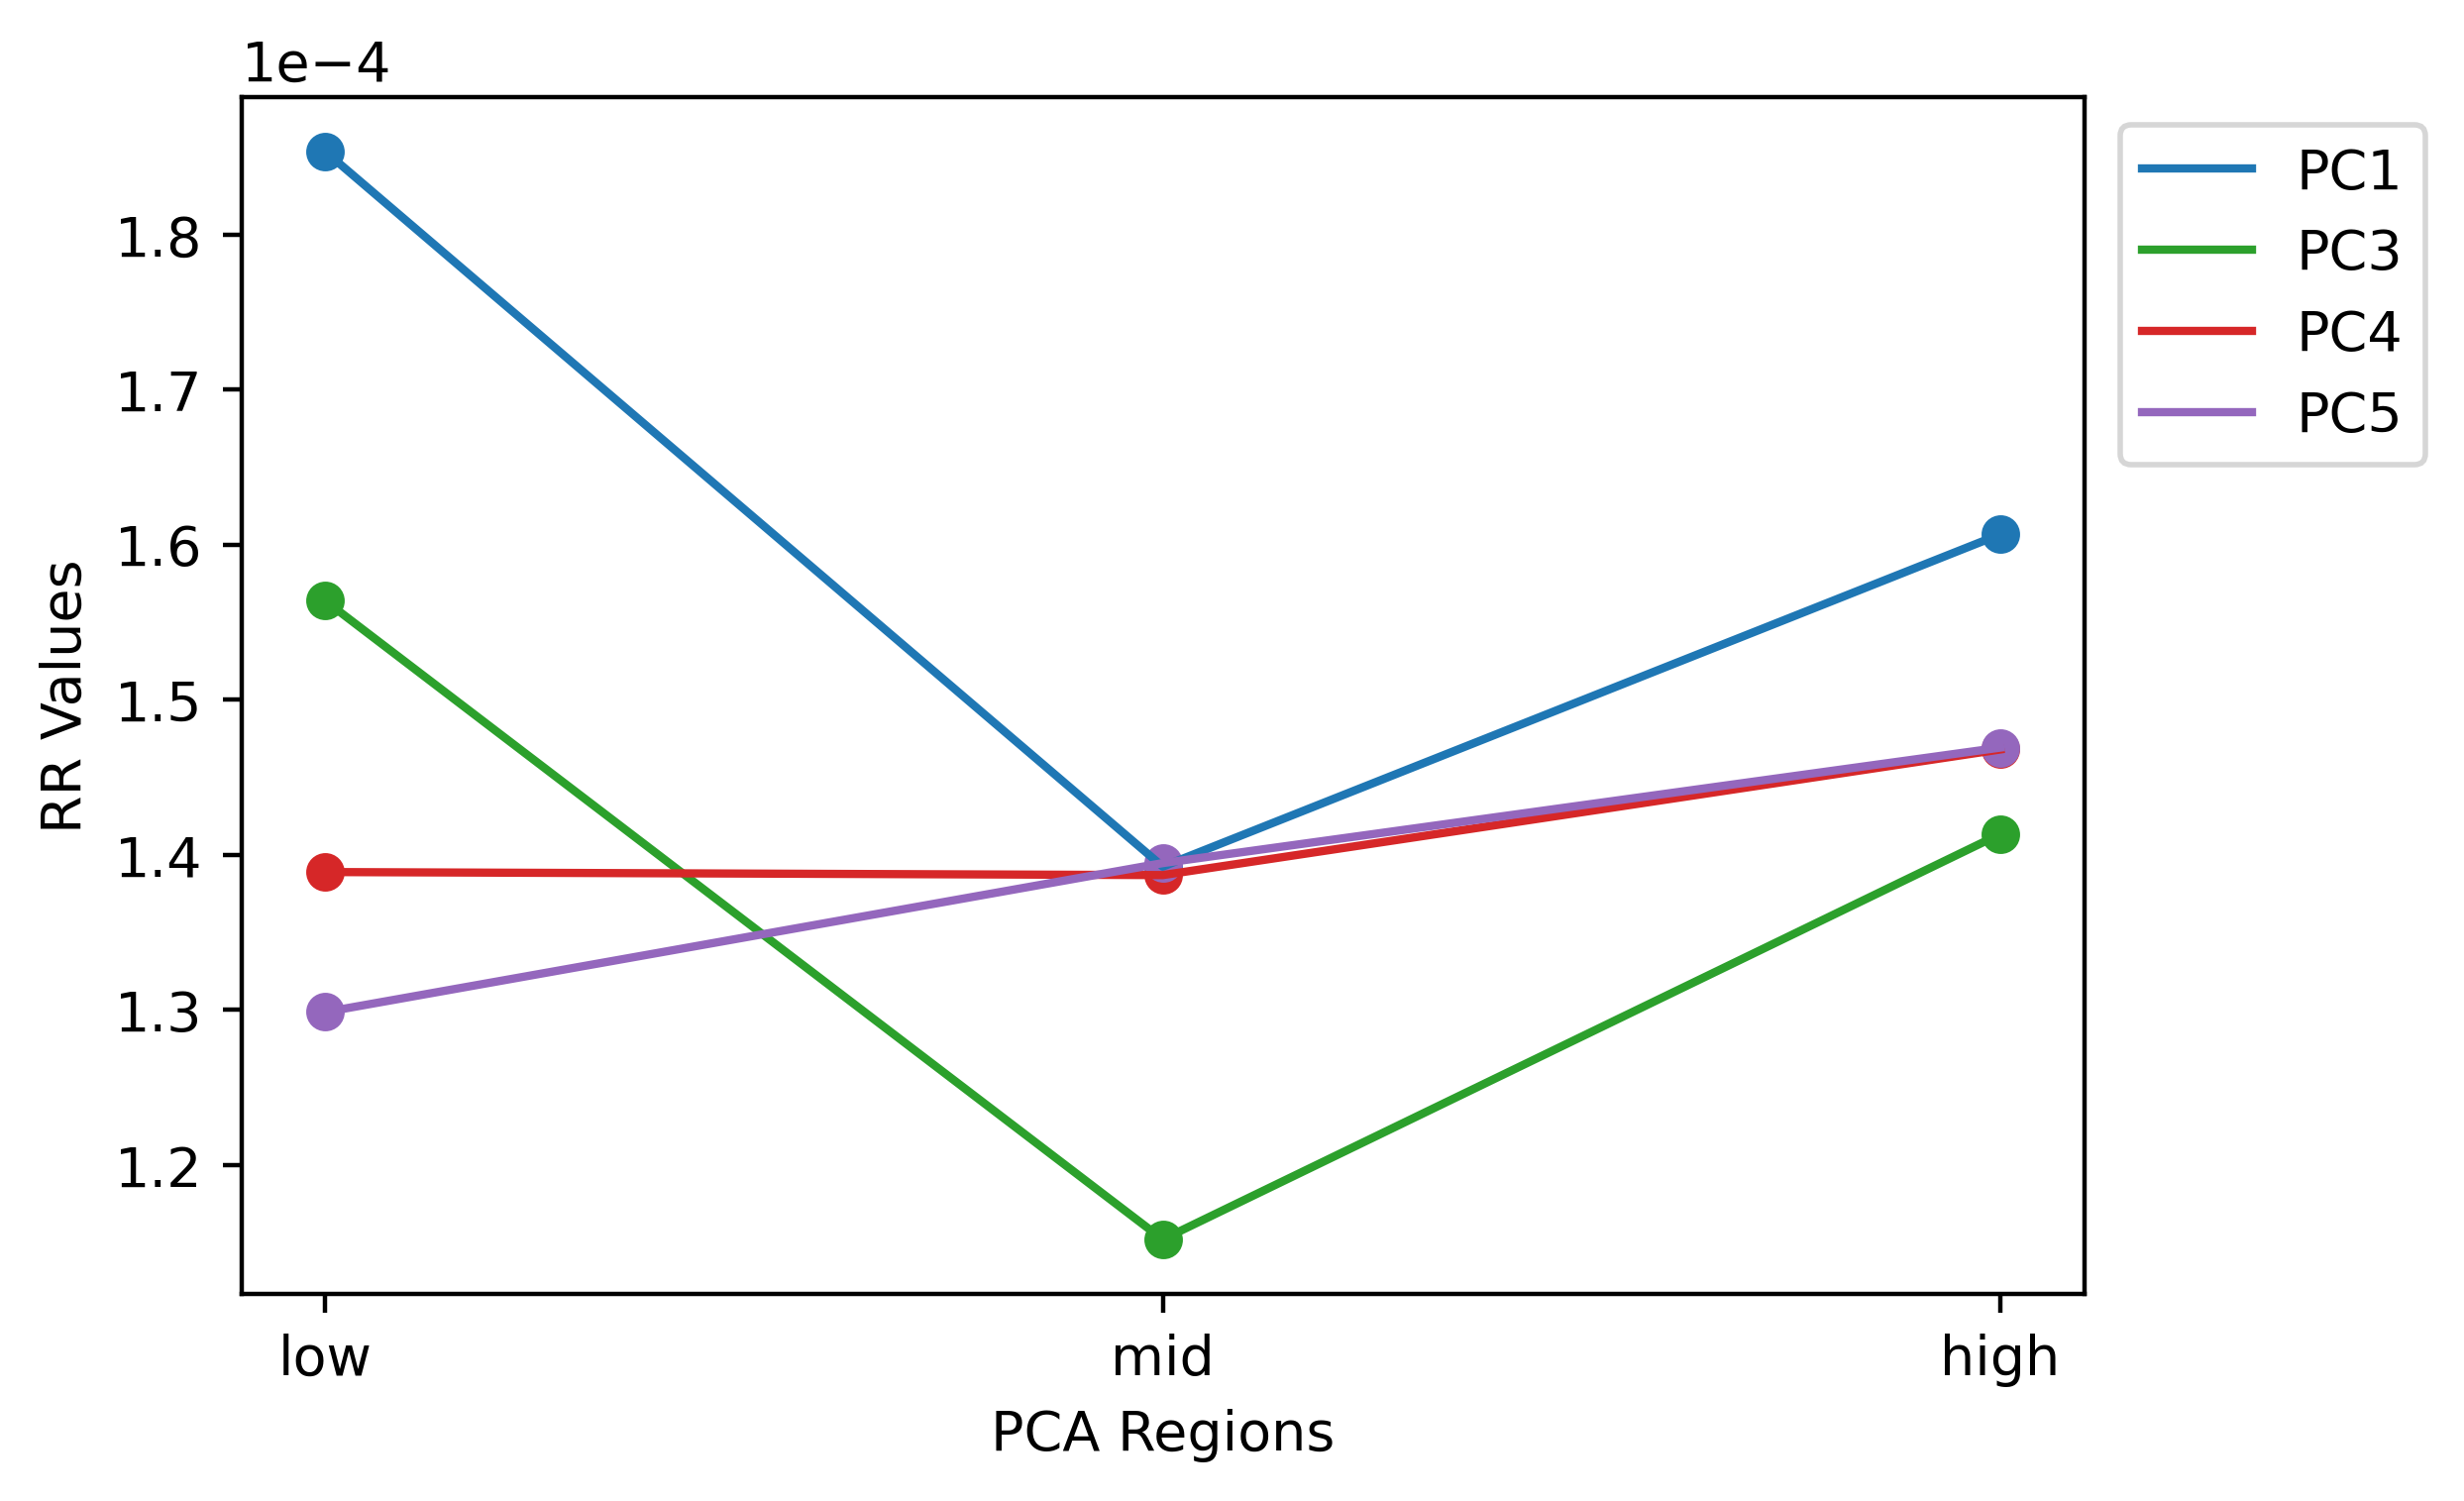 1e−4
1.8
1.7
1.6
1.5
1.4
1.3
1.2
RR Values
low
mid
high
PCA Regions
PC1
PC3
PC4
PC5